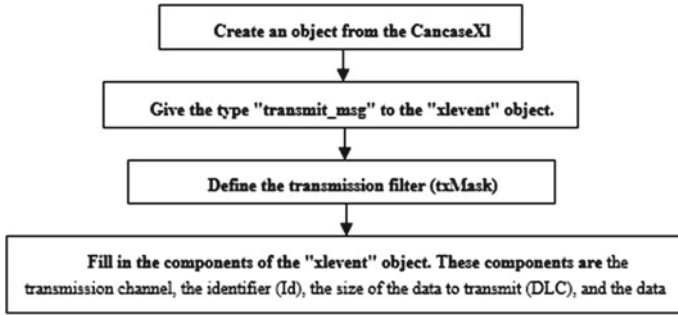 Create an object from the CancaseXl
Give the type "transmit_msg" to the "xlevent" object.
Define the transmission filter (txMask)
Fill in the components of the "xlevent" object. These components are the
transmission channel, the identifier (Id), the size of the data to transmit (DLC), and the data